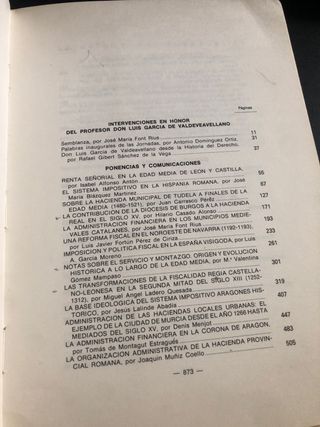 Páginas
INTERVENCIONES EN HONOR
DEL PROFESOR DON LUIS GARCIA DE VALDEAVELLANO
Semblanza, por José María Font Rius 11
Palabras inaugurales de las Jornadas, por Antonio Domínguez Ortiz. 31
Don Luis García de Valdeavellano desde la Historia del Derecho,
por Rafael Gibert Sánchez de la Vega 37
PONENCIAS Y COMUNICACIONES
RENTA SEÑORIAL EN LA EDAD MEDIA DE LEON Y CASTILLA,
por Isabel Alfonso Antón 55
EL SISTEMA IMPOSITIVO EN LA HISPANIA ROMANA, por José
María Blázquez Martínez 67
SOBRE LA HACIENDA MUNICIPAL DE TUDELA A FINALES DE LA
EDAD MEDIA (1480-1521), por Juan Carrasco Pérez 127
LA CONTRIBUCION DE LA DIOCESIS DE BURGOS A LA HACIENDA
REAL EN EL SIGLO XV, por Hilario Casado Alonso 171
LA ADMINISTRACION FINANCIERA EN LOS MUNICIPIOS MEDIE-
VALES CATALANES, por José María Font Rius 193
UNA REFORMA FISCAL EN EL NOROESTE DE NAVARRA (1192-1193),
por Luis Javier Fortún Pérez de Ciriza 233
IMPOSICION Y POLITICA FISCAL EN LA ESPAÑA VISIGODA, por Luis
A. García Moreno 261
NOTAS SOBRE EL SERVICIO Y MONTAZGO. ORIGEN Y EVOLUCION
HISTORICA A LO LARGO DE LA EDAD MEDIA, por M.ª Valentina
Gómez Mampaso 301
LAS TRANSFORMACIONES DE LA FISCALIDAD REGIA CASTELLA-
NO-LEONESA EN LA SEGUNDA MITAD DEL SIGLO XIII (1252-
1312), por Miguel Angel Ladero Quesada 319
LA BASE IDEOLOGICA DEL SISTEMA IMPOSITIVO ARAGONES HIS-
TORICO, por Jesús Lalinde Abadía 407
ADMINISTRACION DE LAS HACIENDAS LOCALES URBANAS: EL
EJEMPLO DE LA CIUDAD DE MURCIA DESDE EL AÑO 1266 HASTA
MEDIADOS DEL SIGLO XV, por Denis Menjot 447
LA ADMINISTRACION FINANCIERA EN LA CORONA DE ARAGON,
por Tomás de Montagut Estragués 483
LA ORGANIZACION ADMINISTRATIVA DE LA HACIENDA PROVIN-
CIAL ROMANA, por Joaquín Muñiz Coello 505
— 873 —